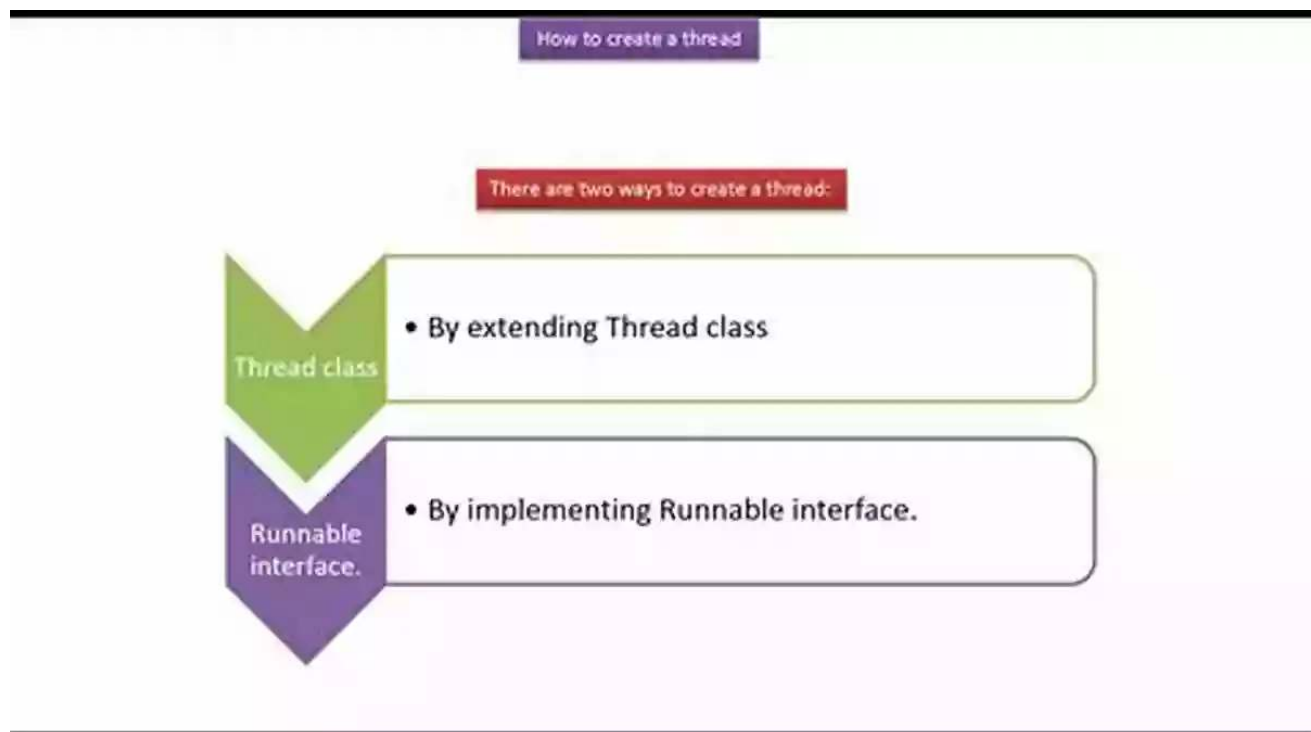 How to create a thread
There are two ways to create a thread:
Thread class
• By extending Thread class
Runnable
interface.
• By implementing Runnable interface.